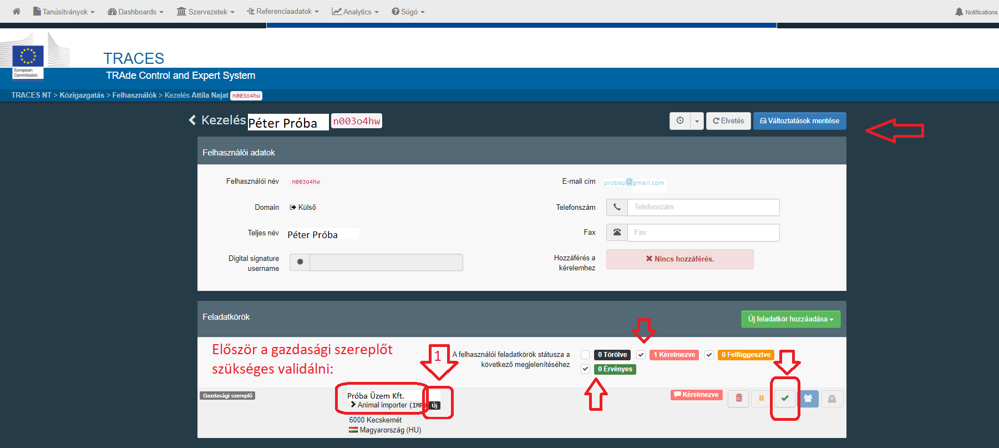 Tanúsítványok Dashboards Szervezetek Referenciaadatok Analytics Súgó Notifications
European
Commission
TRACES
TRAde Control and Expert System
TRACES NT > Közigazgatás > Felhasználók > Kezelés Attila Najat n003o4hw
Kezelés Péter Próba n003o4hw
Elvetés
Változtatások mentése
Felhasználói adatok
Felhasználói név n003o4hw
E-mail cím probap@gmail.com
Domain Külső
Telefonszám Telefonszám
Teljes név Péter Próba
Fax Fax
Digital signature
username
Hozzáférés a
kérelemhez
Nincs hozzáférés.
Feladatkörök
Új feladatkör hozzáadása
Először a gazdasági szereplőt
szükséges validálni:
1
A felhasználói feladatkörök státusza a
következő megjelenítéséhez
0 Törölve 1 Kérelmezve 0 Felfüggesztve
0 Érvényes
Gazdasági szereplő
Próba Üzem Kft.
Animal importer (IMP) Új
6000 Kecskemét
Magyarország (HU)
Kérelmezve